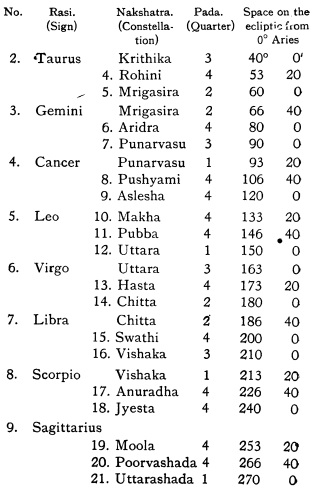 No. Rasi. Nakshatra. Pada. Space on the
(Sign) (Constella- (Quarter) ecliptic from
tion) 0° Aries
2. Taurus Krithika 3 40° 0'
4. Rohini 4 53 20
5. Mrigasira 2 60 0
3. Gemini Mrigasira 2 66 40
6. Aridra 4 80 0
7. Punarvasu 3 90 0
4. Cancer Punarvasu 1 93 20
8. Pushyami 4 106 40
9. Aslesha 4 120 0
5. Leo 10. Makha 4 133 20
11. Pubba 4 146 40
12. Uttara 1 150 0
6. Virgo Uttara 3 163 0
13. Hasta 4 173 20
14. Chitta 2 180 0
7. Libra Chitta 2 186 40
15. Swathi 4 200 0
16. Vishaka 3 210 0
8. Scorpio Vishaka 1 213 20
17. Anuradha 4 226 40
18. Jyesta 4 240 0
9. Sagittarius
19. Moola 4 253 20
20. Poorvashada 4 266 40
21. Uttarashada 1 270 0